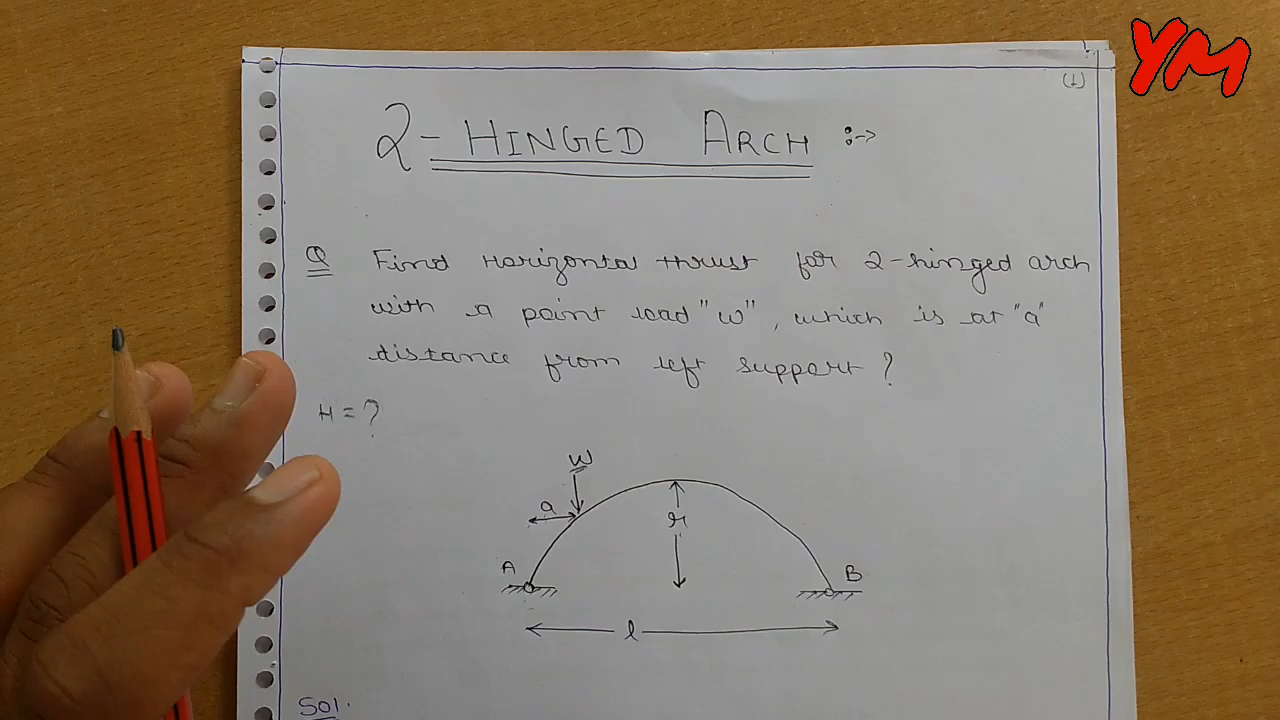 YM
(1)
2-HINGED ARCH :->
Q Find Horizontal thrust for 2-hinged arch
with a point load "W", which is at "a"
distance from left support?
H = ?
W
a
r
A
B
l
Sol.